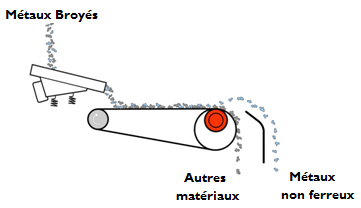 Métaux Broyés
Autres
matériaux
Métaux
non ferreux